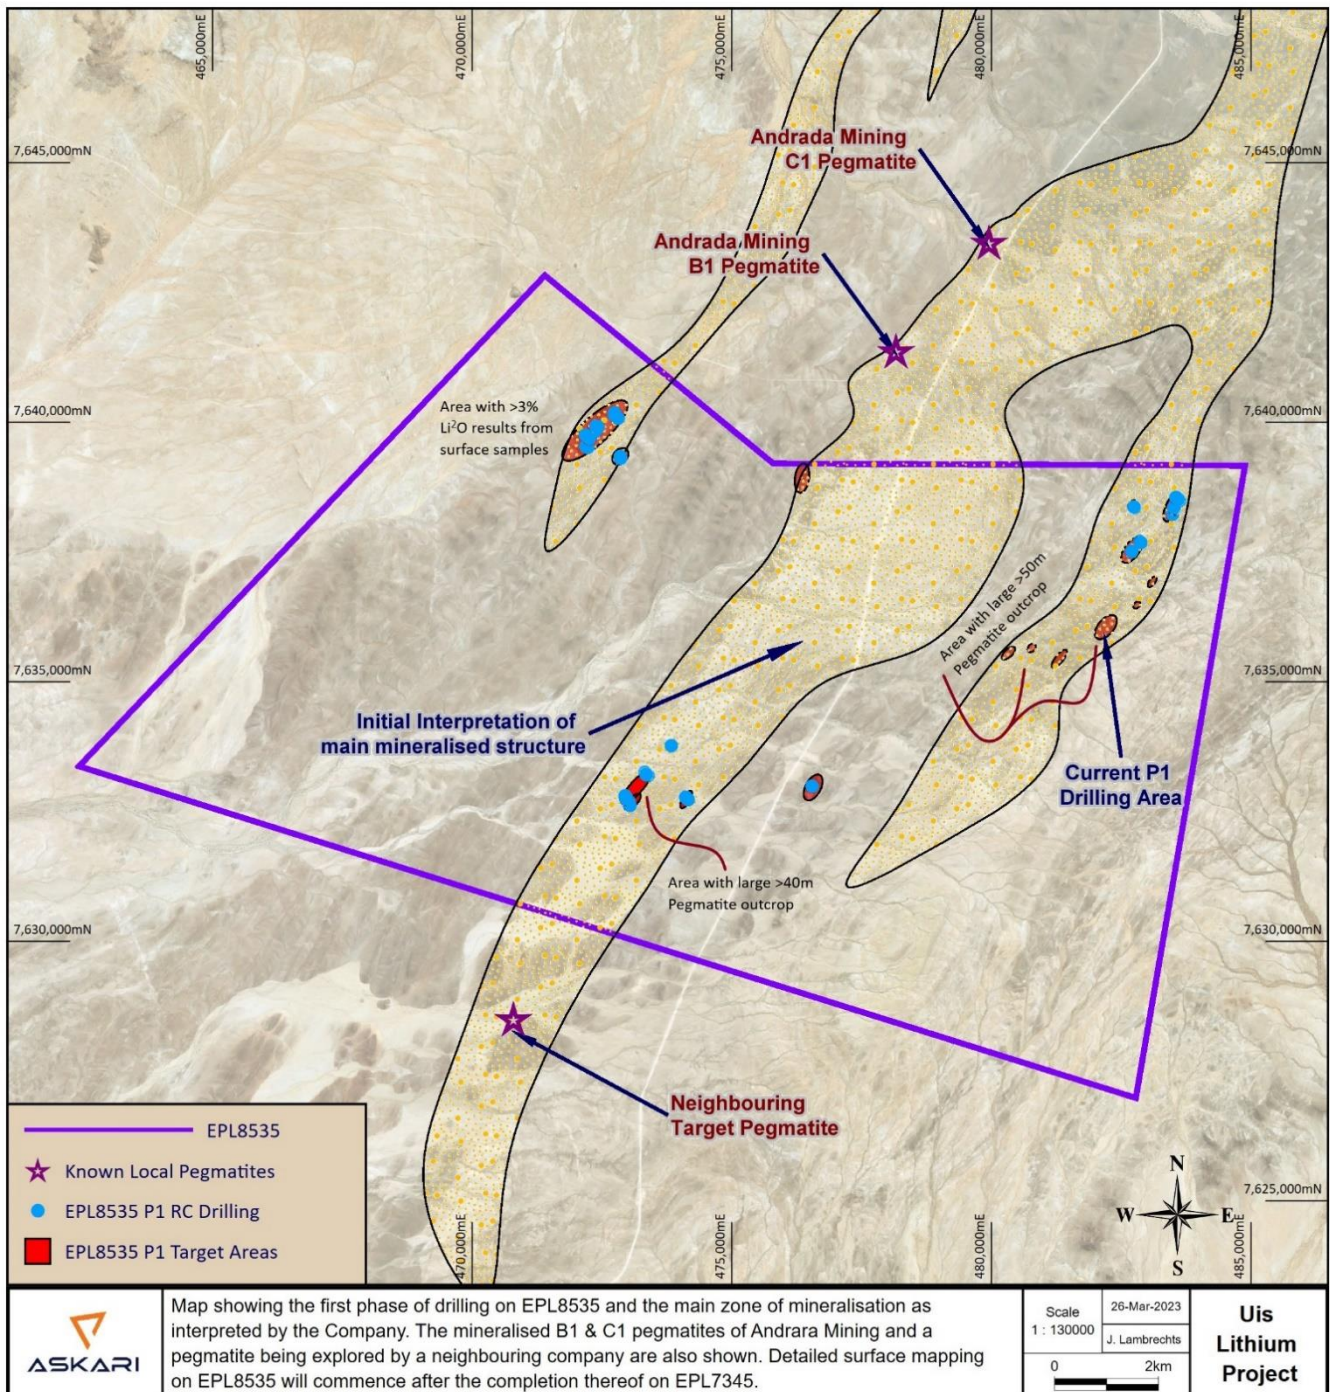 465,000mE
470,000mE
475,000mE
480,000mE
485,000mE
7,645,000mN
7,645,000mN
Andrada Mining
C1 Pegmatite
Andrada Mining
B1 Pegmatite
7,640,000mN
7,640,000mN
Area with >3%
Li²O results from
surface samples
Area with large >50m
Pegmatite outcrop
7,635,000mN
7,635,000mN
Initial Interpretation of
main mineralised structure
Current P1
Drilling Area
Area with large >40m
Pegmatite outcrop
7,630,000mN
7,630,000mN
Neighbouring
Target Pegmatite
EPL8535
Known Local Pegmatites
EPL8535 P1 RC Drilling
EPL8535 P1 Target Areas
7,625,000mN
N
W
E
S
470,000mE
475,000mE
480,000mE
485,000mE
ASKARI
Map showing the first phase of drilling on EPL8535 and the main zone of mineralisation as
interpreted by the Company. The mineralised B1 & C1 pegmatites of Andrara Mining and a
pegmatite being explored by a neighbouring company are also shown. Detailed surface mapping
on EPL8535 will commence after the completion thereof on EPL7345.
Scale
1 : 130000
26-Mar-2023
J. Lambrechts
0 2km
Uis
Lithium
Project